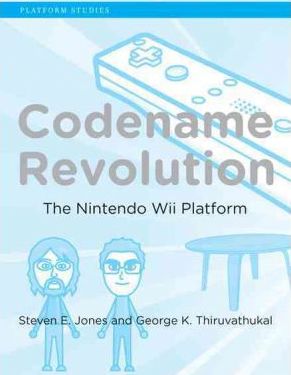 PLATFORM STUDIES
Codename
Revolution
The Nintendo Wii Platform
Steven E. Jones and George K. Thiruvathukal